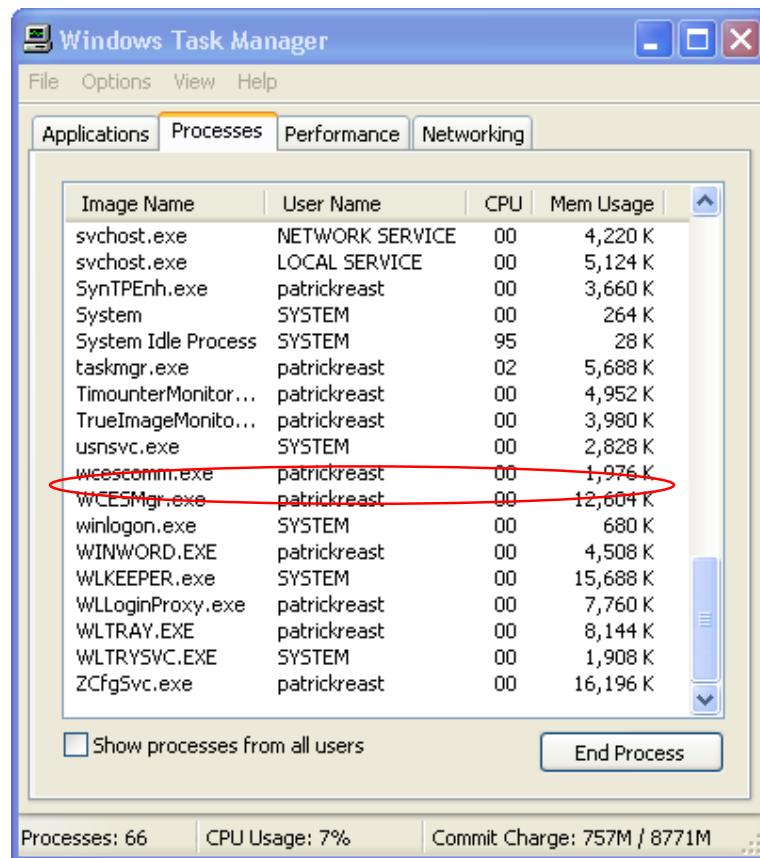 Windows Task Manager
File Options View Help
Applications Processes Performance Networking
Image Name User Name CPU Mem Usage
svchost.exe NETWORK SERVICE 00 4,220 K
svchost.exe LOCAL SERVICE 00 5,124 K
SynTPEnh.exe patrickreast 00 3,660 K
System SYSTEM 00 264 K
System Idle Process SYSTEM 95 28 K
taskmgr.exe patrickreast 02 5,688 K
TimounterMonitor... patrickreast 00 4,952 K
TrueImageMonito... patrickreast 00 3,980 K
usnsvc.exe SYSTEM 00 2,828 K
wcescomm.exe patrickreast 00 1,976 K
WCESMgr.exe patrickreast 00 12,604 K
winlogon.exe SYSTEM 00 680 K
WINWORD.EXE patrickreast 00 4,508 K
WLKEEPER.exe SYSTEM 00 15,688 K
WLLoginProxy.exe patrickreast 00 7,760 K
WLTRAY.EXE patrickreast 00 8,144 K
WLTRYSVC.EXE SYSTEM 00 1,908 K
ZCfgSvc.exe patrickreast 00 16,196 K
Show processes from all users End Process
Processes: 66 CPU Usage: 7% Commit Charge: 757M / 8771M